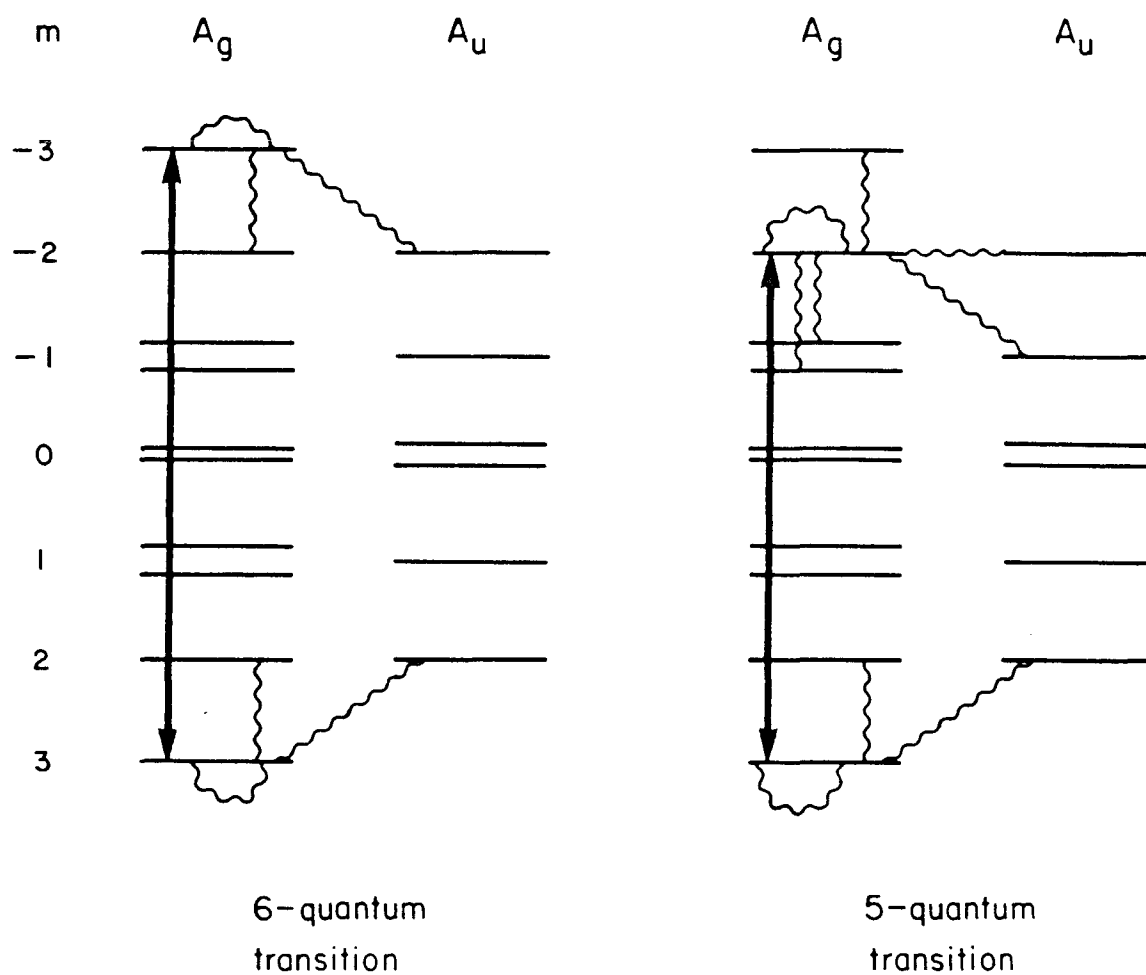 m A_g A_u A_g A_u
-3
-2
-1
0
1
2
3
6-quantum 5-quantum
transition transition